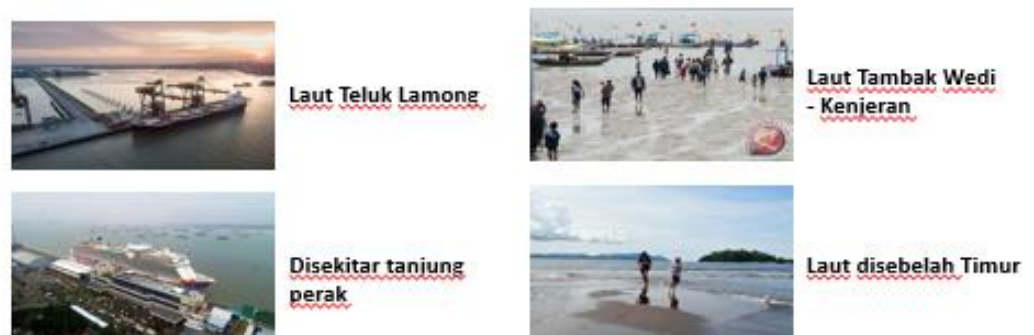 Laut Teluk Lamong
Laut Tambak Wedi
- Kenjeran
Disekitar tanjung
perak
Laut disebelah Timur